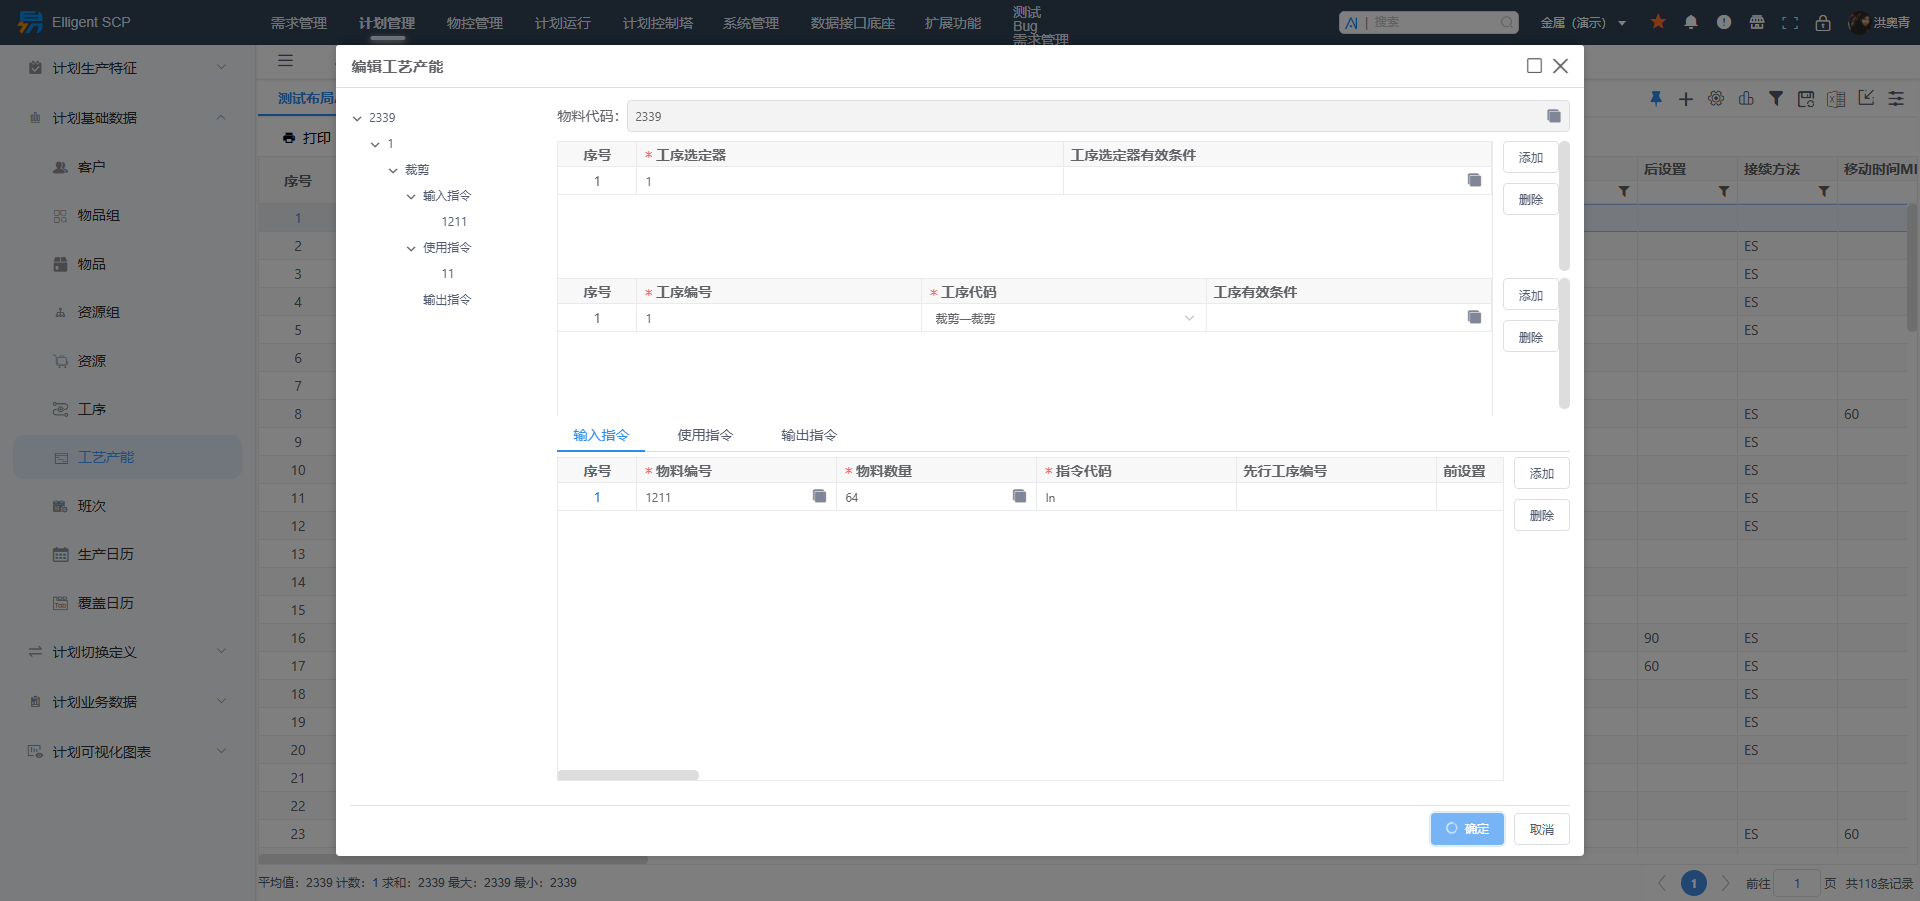 Elligent SCP
需求管理 计划管理 物控管理 计划运行 计划控制塔 系统管理 数据接口底座 扩展功能
测试
Bug
需求管理
AI | 搜索
金属（演示）
洪奥青
计划生产特征
计划基础数据
客户
物品组
物品
资源组
资源
工序
工艺产能
班次
生产日历
覆盖日历
计划切换定义
计划业务数据
计划可视化图表
测试布局
打印
序号
1
2
3
4
5
6
7
8
9
10
11
12
13
14
15
16
17
18
19
20
21
22
23
编辑工艺产能
2339
1
裁剪
输入指令
1211
使用指令
11
输出指令
物料代码： 2339
序号 * 工序选定器 工序选定器有效条件
1 1
添加
删除
序号 * 工序编号 * 工序代码 工序有效条件
1 1 裁剪—裁剪
添加
删除
输入指令 使用指令 输出指令
序号 * 物料编号 * 物料数量 * 指令代码 先行工序编号 前设置
1 1211 64 In
添加
删除
确定 取消
后设置 接续方法 移动时间MI
ES
ES
ES
ES
ES 60
ES
ES
ES
ES
90 ES
60 ES
ES
ES
ES
ES 60
平均值：2339 计数：1 求和：2339 最大：2339 最小：2339
1 前往 1 页 共118条记录